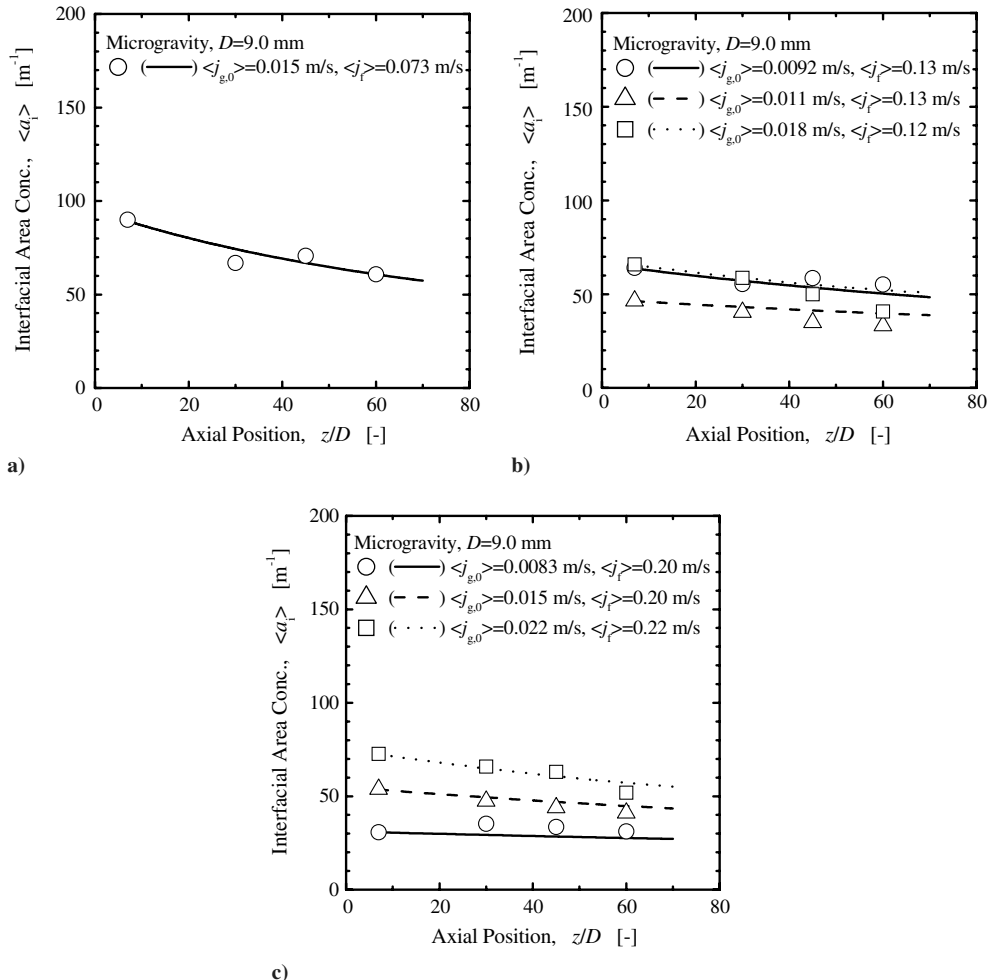 200
150
100
50
0
0 20 40 60 80
Interfacial Area Conc., <a_i> [m^-1]
Microgravity, D=9.0 mm
( ) <j_g,0>=0.015 m/s, <j_f>=0.073 m/s
Axial Position, z/D [-]
a)
200
150
100
50
0
0 20 40 60 80
Interfacial Area Conc., <a_i> [m^-1]
Microgravity, D=9.0 mm
( ) <j_g,0>=0.0092 m/s, <j_f>=0.13 m/s
( ) <j_g,0>=0.011 m/s, <j_f>=0.13 m/s
( ) <j_g,0>=0.018 m/s, <j_f>=0.12 m/s
Axial Position, z/D [-]
b)
200
150
100
50
0
0 20 40 60 80
Interfacial Area Conc., <a_i> [m^-1]
Microgravity, D=9.0 mm
( ) <j_g,0>=0.0083 m/s, <j_f>=0.20 m/s
( ) <j_g,0>=0.015 m/s, <j_f>=0.20 m/s
( ) <j_g,0>=0.022 m/s, <j_f>=0.22 m/s
Axial Position, z/D [-]
c)